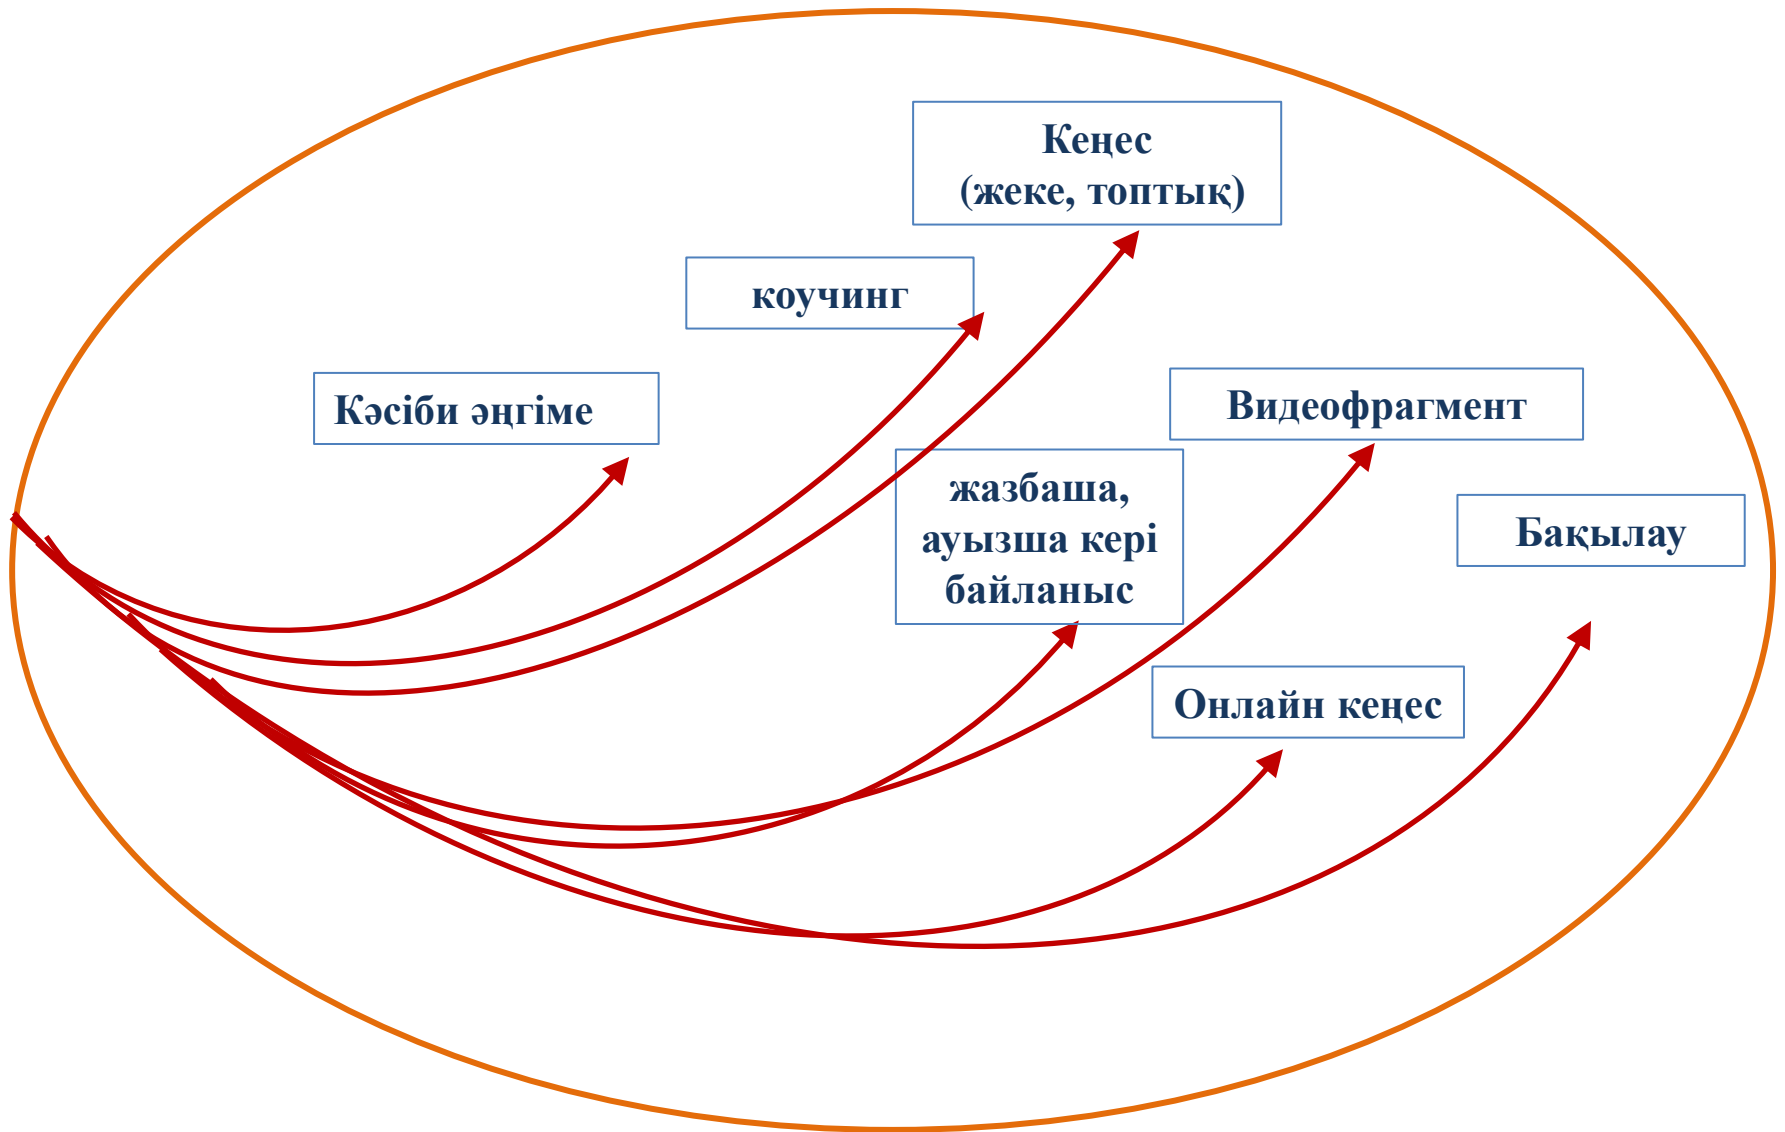 Кеңес
(жеке, топтық)
коучинг
Кәсіби әңгіме
Видеофрагмент
жазбаша,
ауызша кері
байланыс
Бақылау
Онлайн кеңес